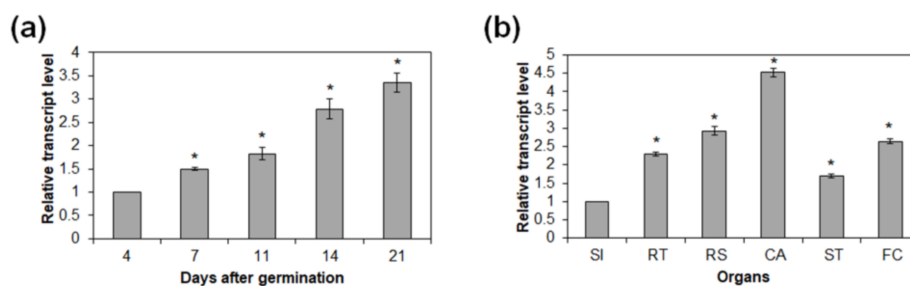 (a)
Relative transcript level
4
3.5
3
2.5
2
1.5
1
0.5
0
* * * *
4 7 11 14 21
Days after germination
(b)
Relative transcript level
5
4.5
4
3.5
3
2.5
2
1.5
1
0.5
0
* * * * *
SI RT RS CA ST FC
Organs